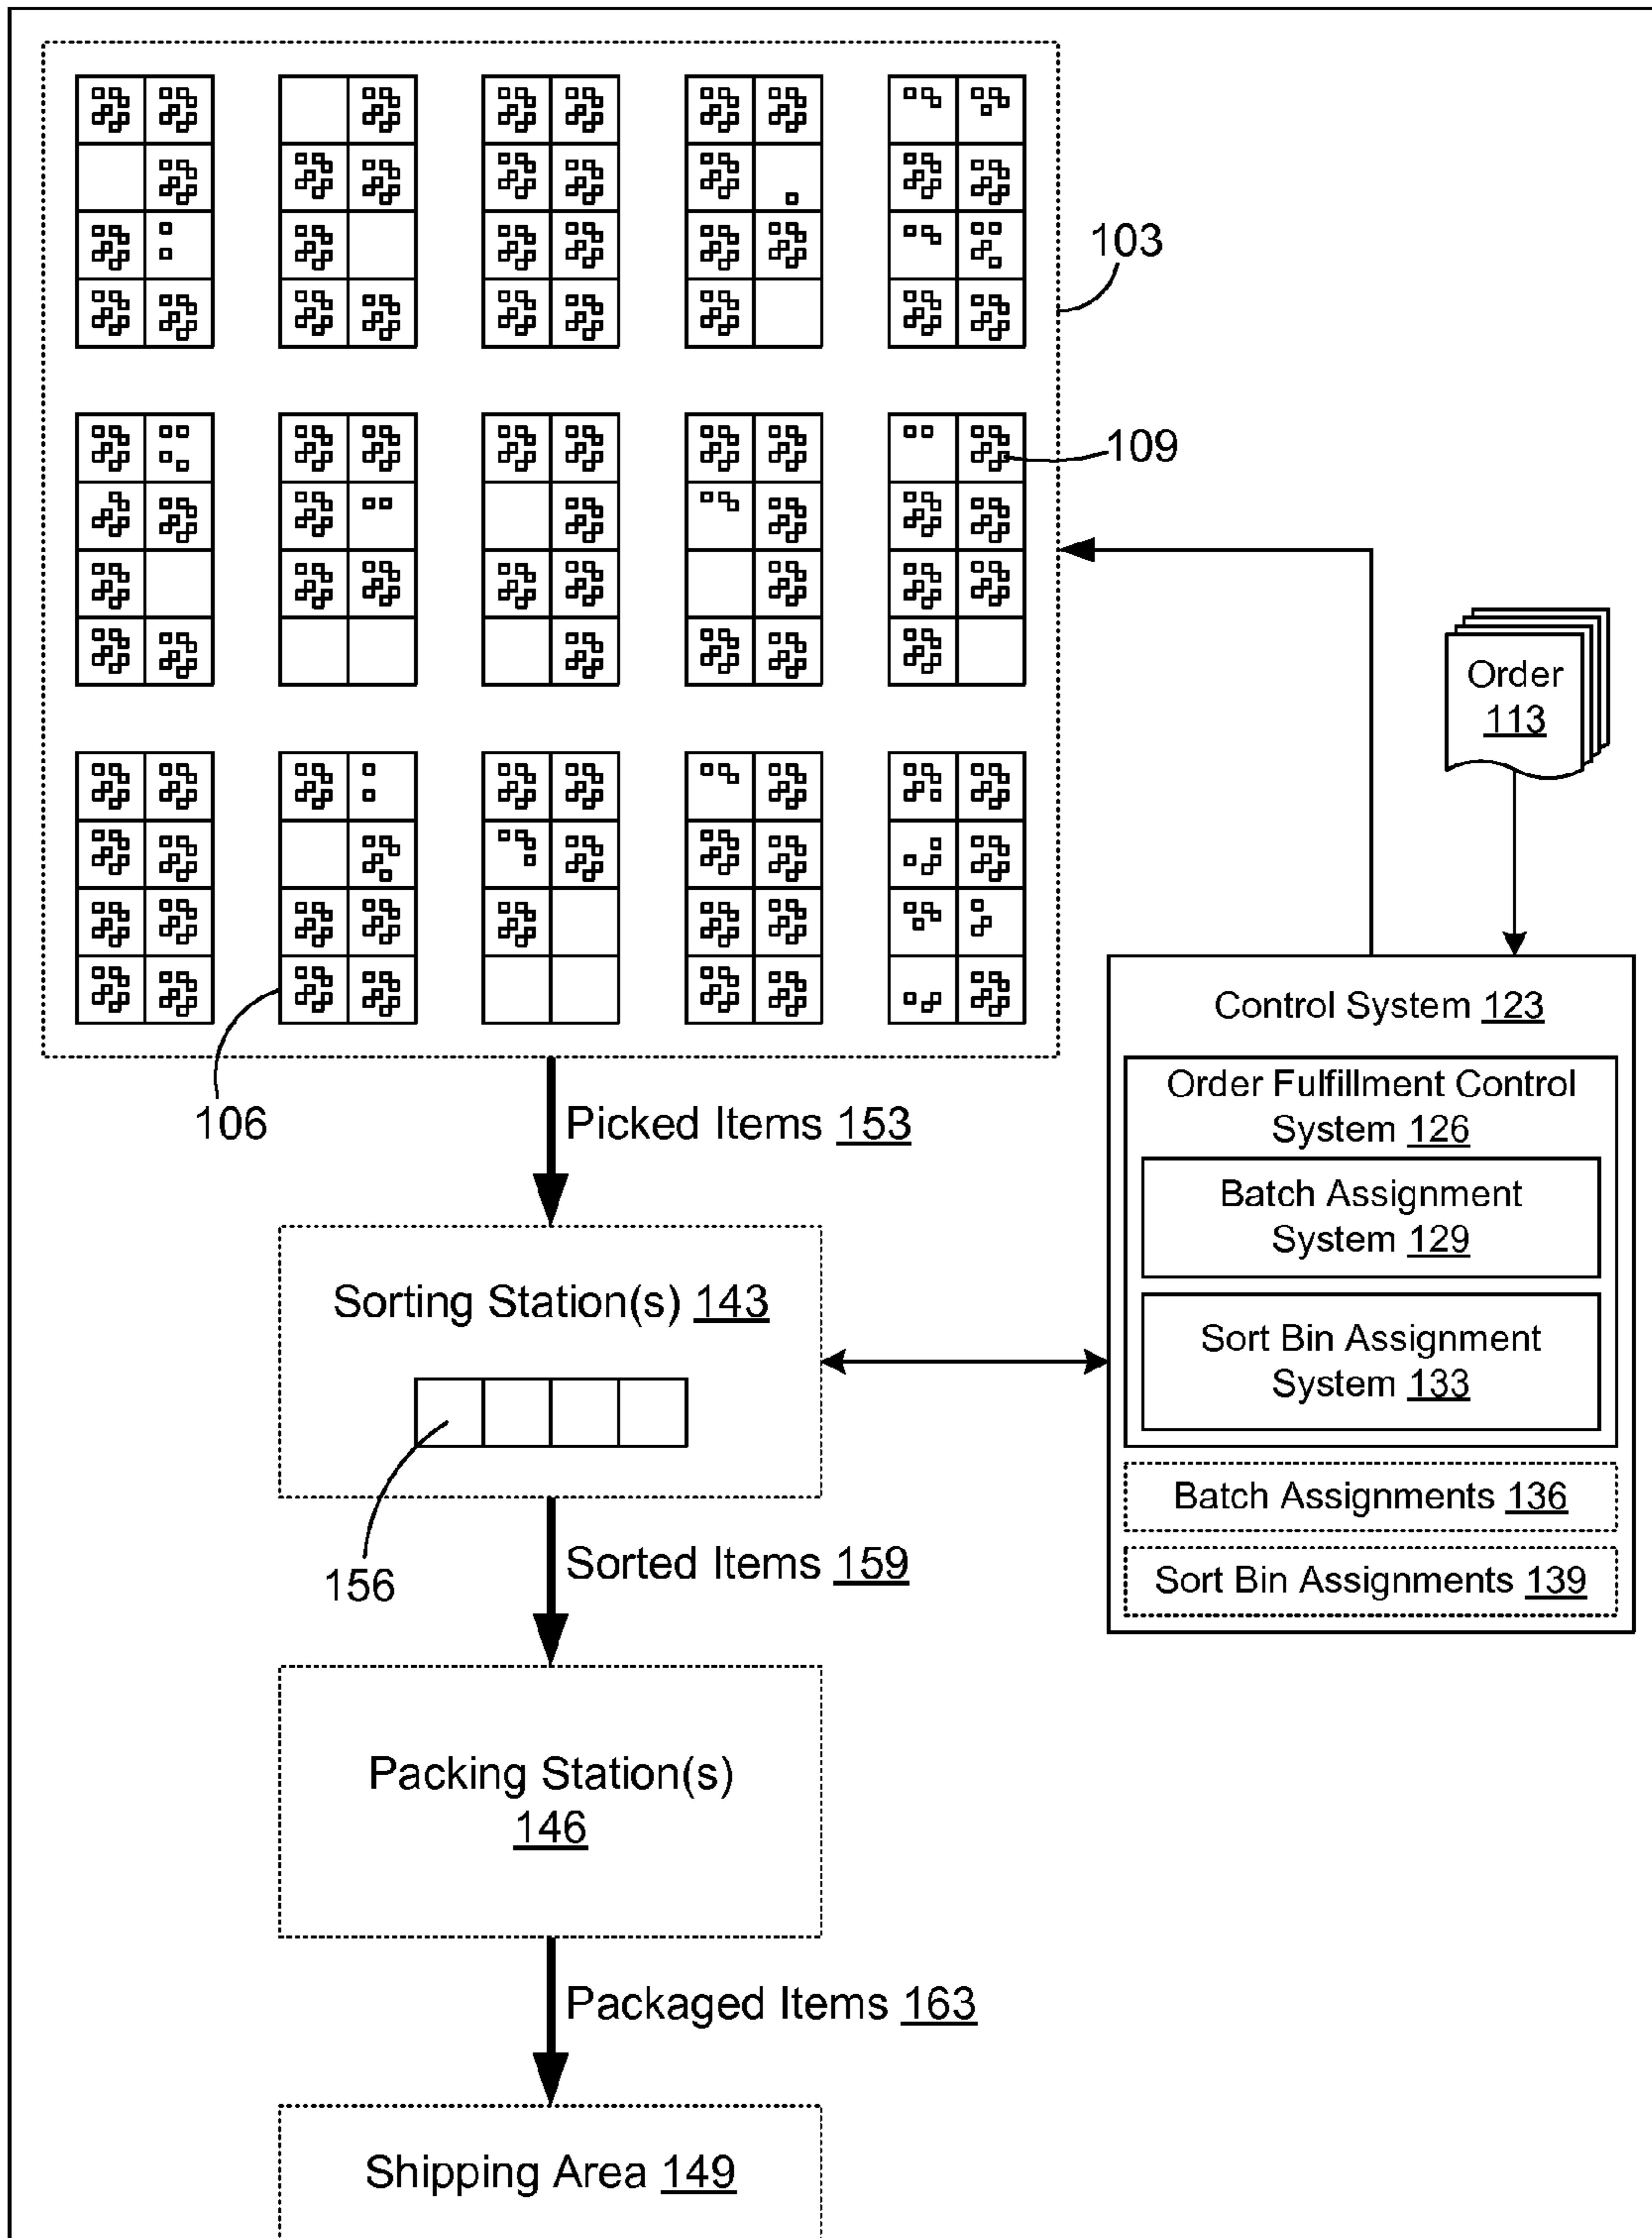 103
109
Order
113
Control System 123
Order Fulfillment Control
System 126
106
Picked Items 153
Batch Assignment
System 129
Sorting Station(s) 143
Sort Bin Assignment
System 133
Batch Assignments 136
156
Sorted Items 159
Sort Bin Assignments 139
Packing Station(s)
146
Packaged Items 163
Shipping Area 149